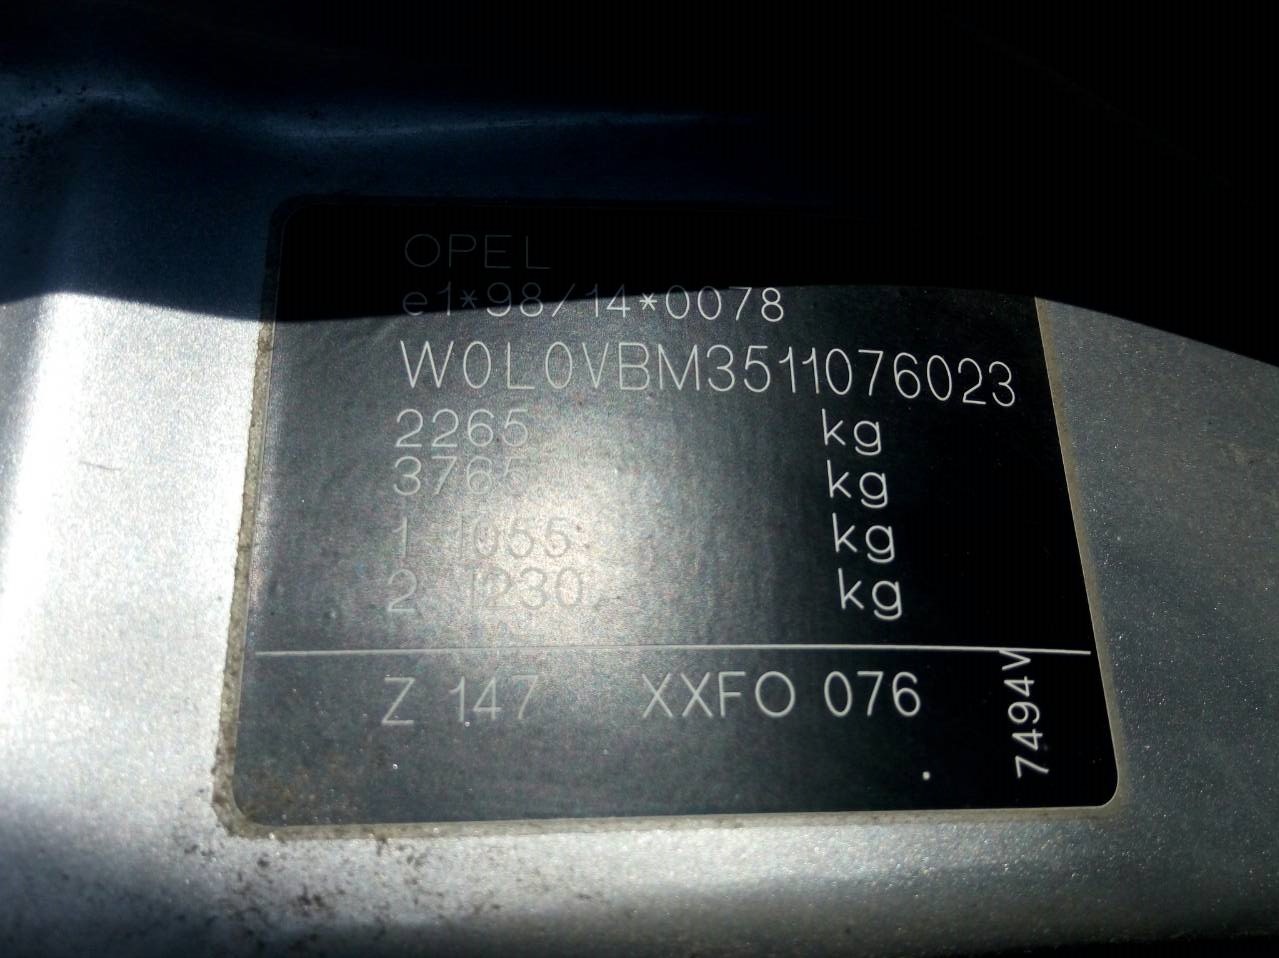 OPEL
e1*98/14*0078
W0L0VBM3511076023
2265 kg
3765 kg
1 1055 kg
2 1230 kg
Z 147 XXFO 076
7494V